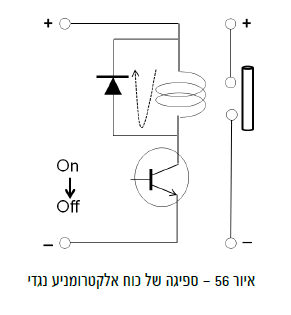 + +
On
Off
– –
איור 56 – ספיגה של כוח אלקטרומניע נגדי